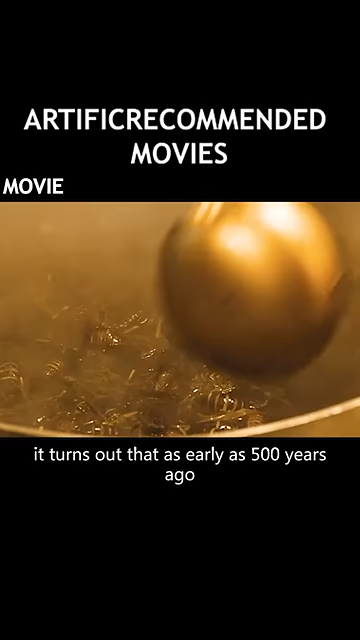 ARTIFICRECOMMENDED
MOVIES
MOVIE
it turns out that as early as 500 years
ago